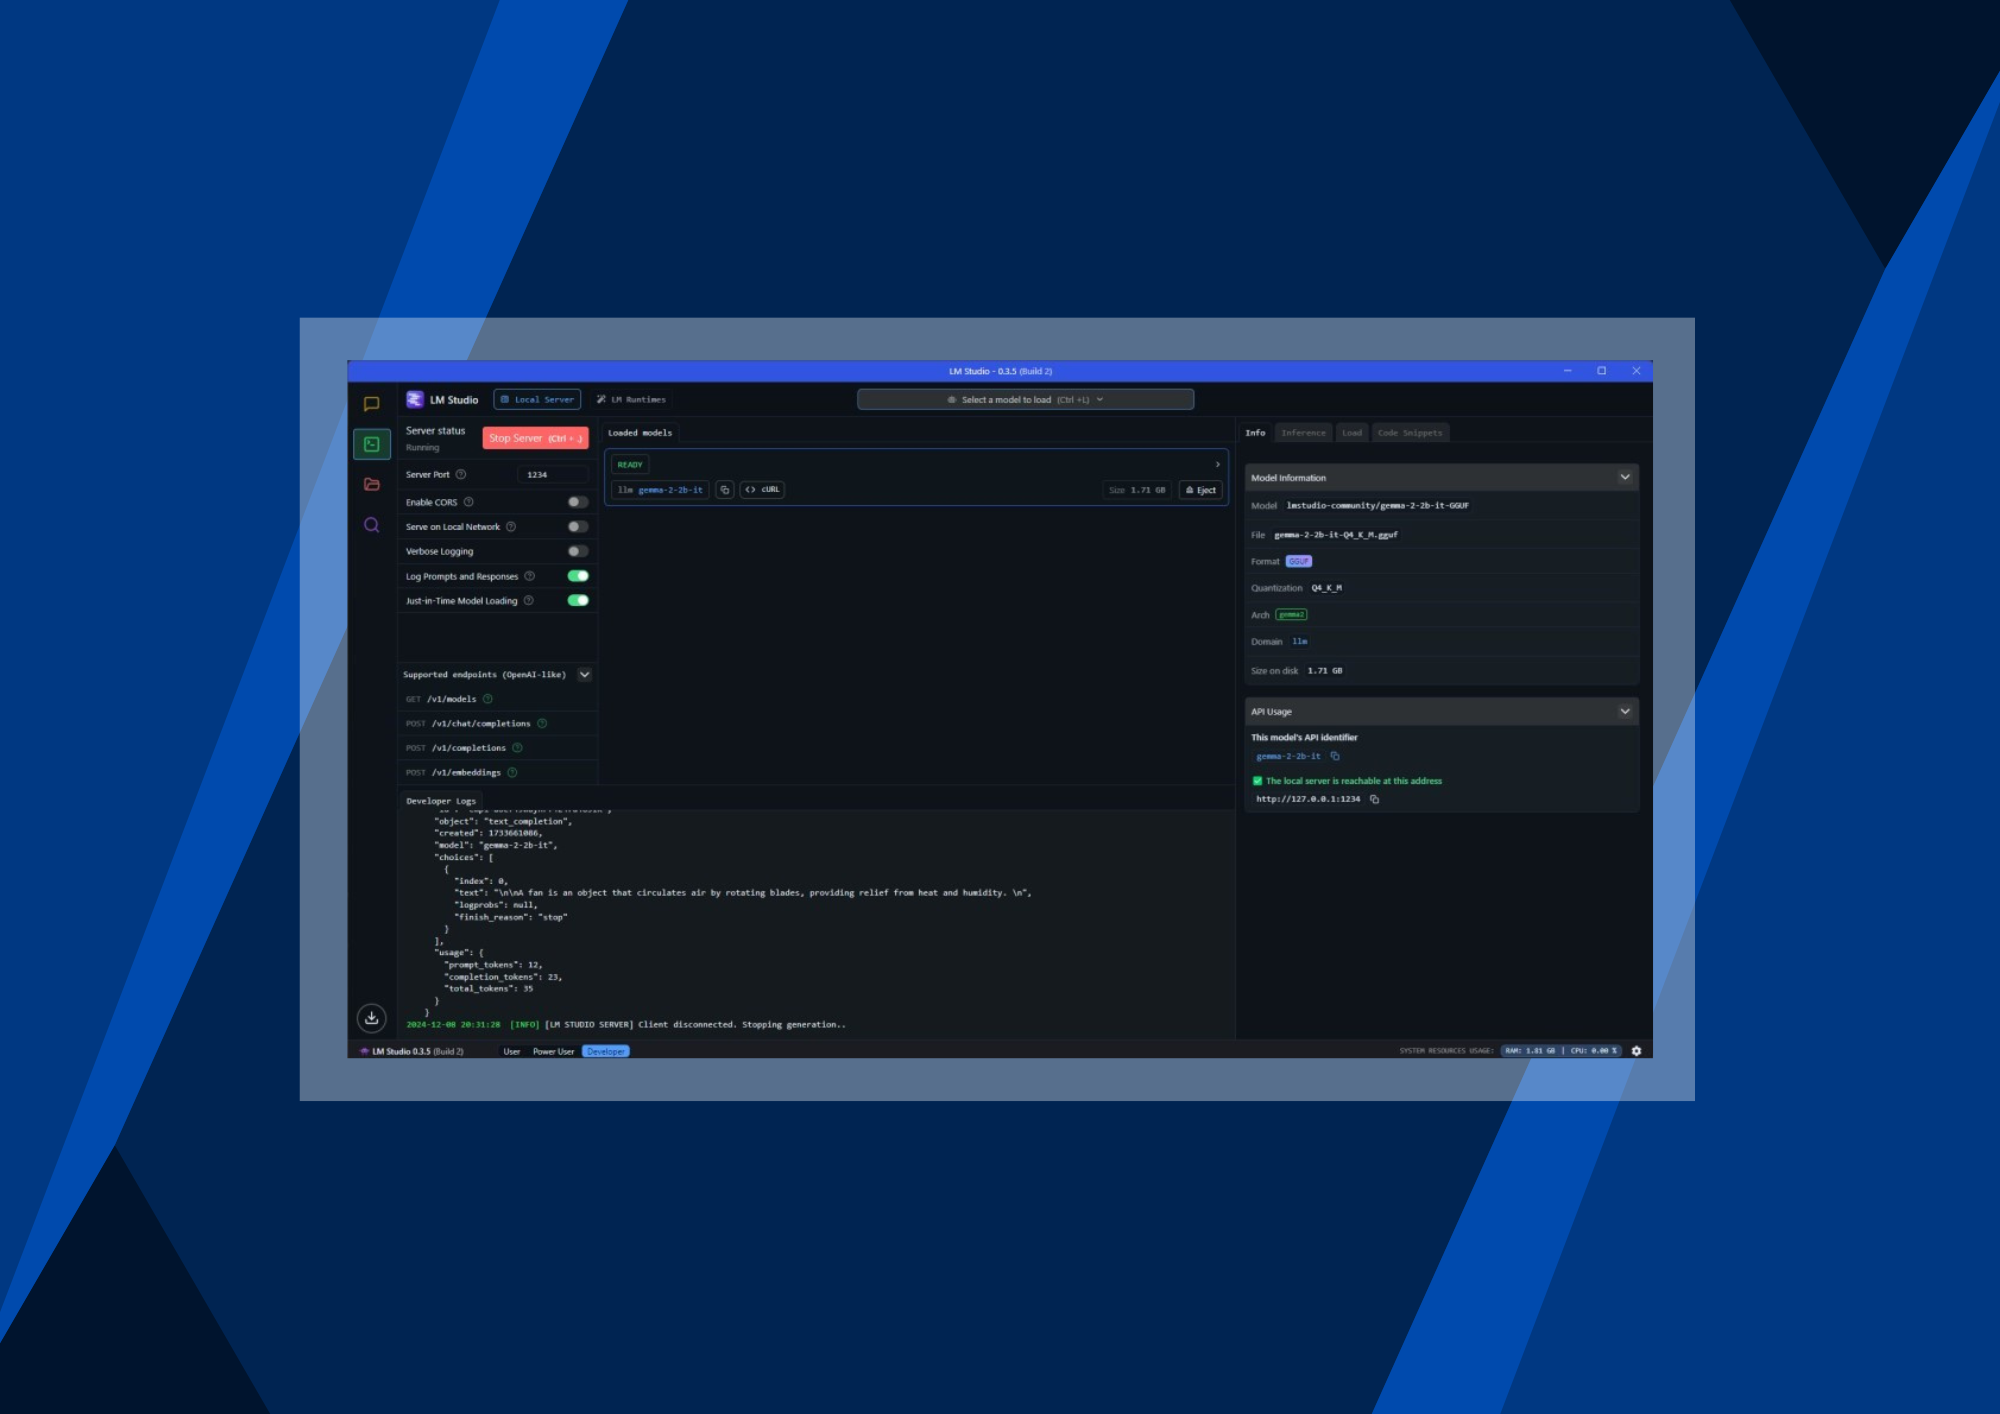 LM Studio - 0.3.5 (Build 2)
LM Studio
Local Server
LM Runtimes
Select a model to load (Ctrl +L)
Server status
Running
Stop Server (Ctrl + .)
Server Port
1234
Enable CORS
Serve on Local Network
Verbose Logging
Log Prompts and Responses
Just-in-Time Model Loading
Supported endpoints (OpenAI-like)
GET /v1/models
POST /v1/chat/completions
POST /v1/completions
POST /v1/embeddings
Loaded models
READY
llm gemma-2-2b-it
cURL
Size 1.71 GB
Eject
Info
Inference
Load
Code Snippets
Model Information
Model lmstudio-community/gemma-2-2b-it-GGUF
File gemma-2-2b-it-Q4_K_M.gguf
Format GGUF
Quantization Q4_K_M
Arch gemma2
Domain llm
Size on disk 1.71 GB
API Usage
This model's API identifier
gemma-2-2b-it
The local server is reachable at this address
http://127.0.0.1:1234
Developer Logs
"object": "text_completion",
"created": 1733661086,
"model": "gemma-2-2b-it",
"choices": [
{
"index": 0,
"text": "\n\nA fan is an object that circulates air by rotating blades, providing relief from heat and humidity. \n",
"logprobs": null,
"finish_reason": "stop"
}
],
"usage": {
"prompt_tokens": 12,
"completion_tokens": 23,
"total_tokens": 35
}
}
2024-12-08 20:31:28 [INFO] [LM STUDIO SERVER] Client disconnected. Stopping generation..
LM Studio 0.3.5 (Build 2)
User
Power User
Developer
SYSTEM RESOURCES USAGE: RAM: 1.81 GB | CPU: 0.00 %